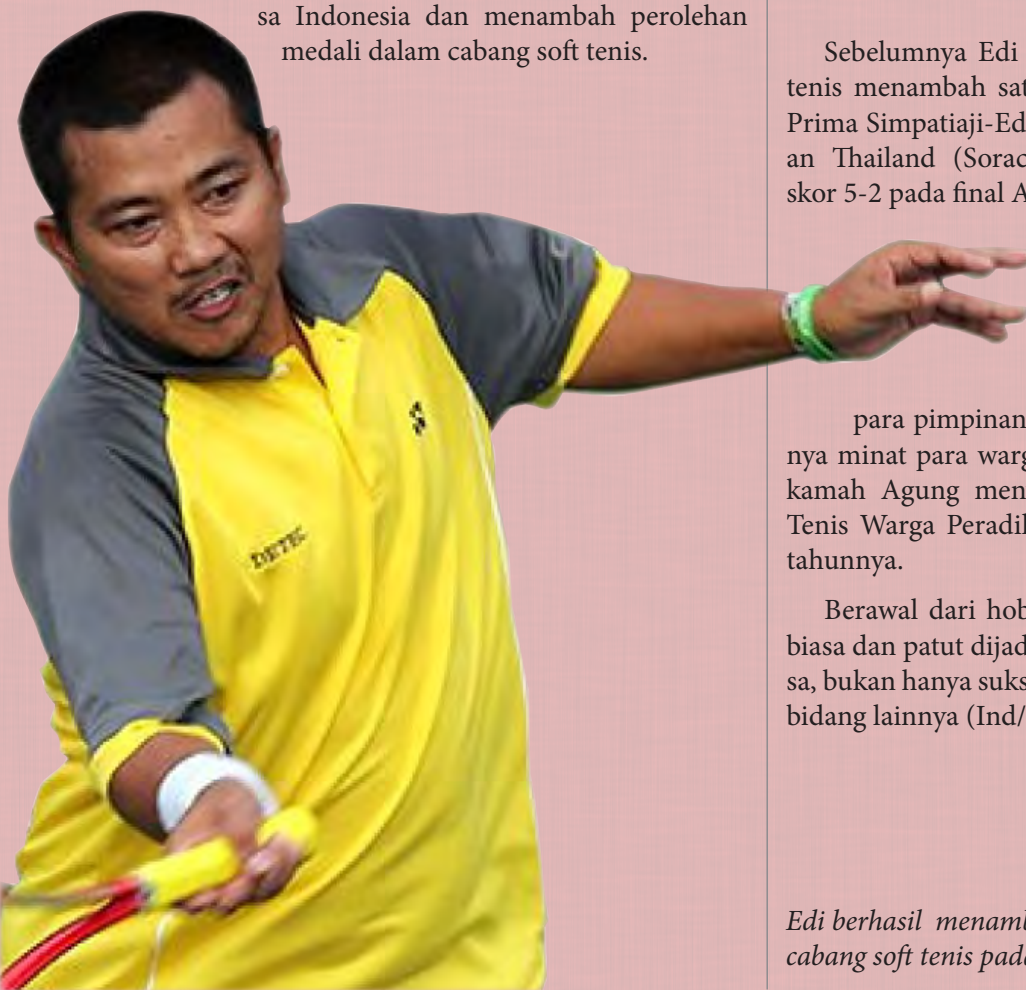 sa Indonesia dan menambah perolehan
medali dalam cabang soft tenis.
DETEC
Sebelumnya Edi
tenis menambah sat
Prima Simpatiaji-Ed
an Thailand (Sorac
skor 5-2 pada final A
para pimpinan
nya minat para warg
kamah Agung men
Tenis Warga Peradil
tahunnya.
Berawal dari hob
biasa dan patut dijad
sa, bukan hanya suks
bidang lainnya (Ind/
Edi berhasil menamb
cabang soft tenis pada